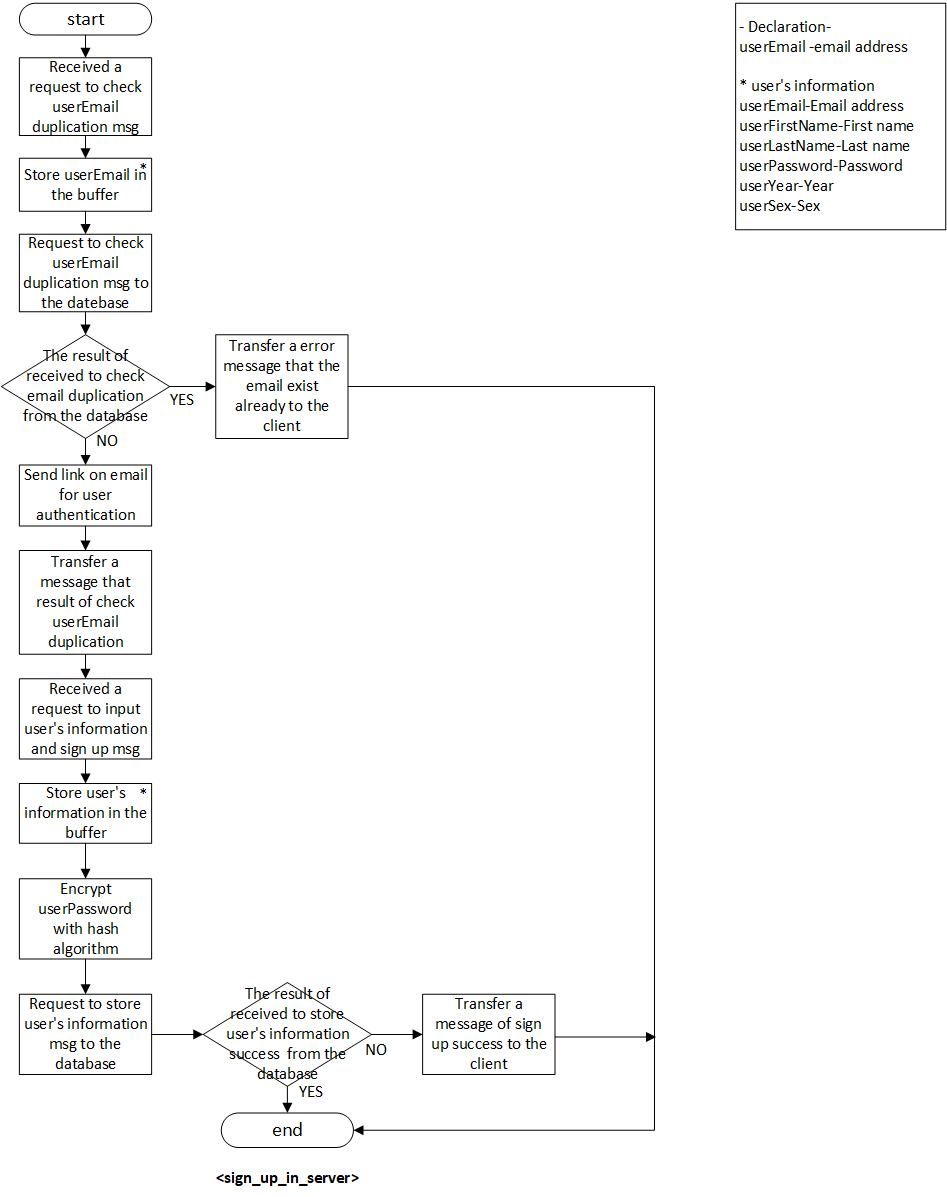 start
Received a
request to check
userEmail
duplication msg
*
Store userEmail in
the buffer
Request to check
userEmail
duplication msg to
the datebase
The result of
received to check
email duplication
from the database
YES
NO
Transfer a error
message that the
email exist
already to the
client
Send link on email
for user
authentication
Transfer a
message that
result of check
userEmail
duplication
Received a
request to input
user's information
and sign up msg
Store user's *
information in the
buffer
Encrypt
userPassword
with hash
algorithm
Request to store
user's information
msg to the
database
The result of
received to store
user's information
success from the
database
NO
YES
Transfer a
message of sign
up success to the
client
end
<sign_up_in_server>
- Declaration-
userEmail -email address
* user's information
userEmail-Email address
userFirstName-First name
userLastName-Last name
userPassword-Password
userYear-Year
userSex-Sex